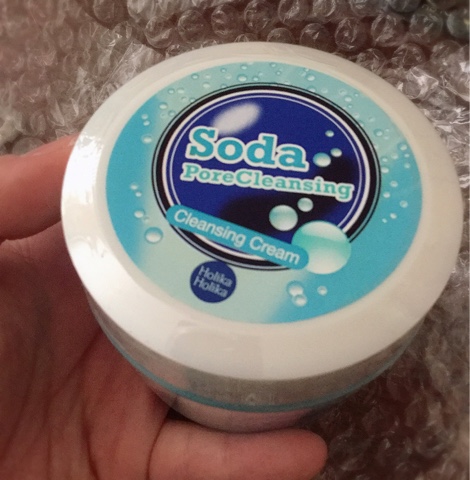 Soda
PoreCleansing
Cleansing Cream
Holika
Holika